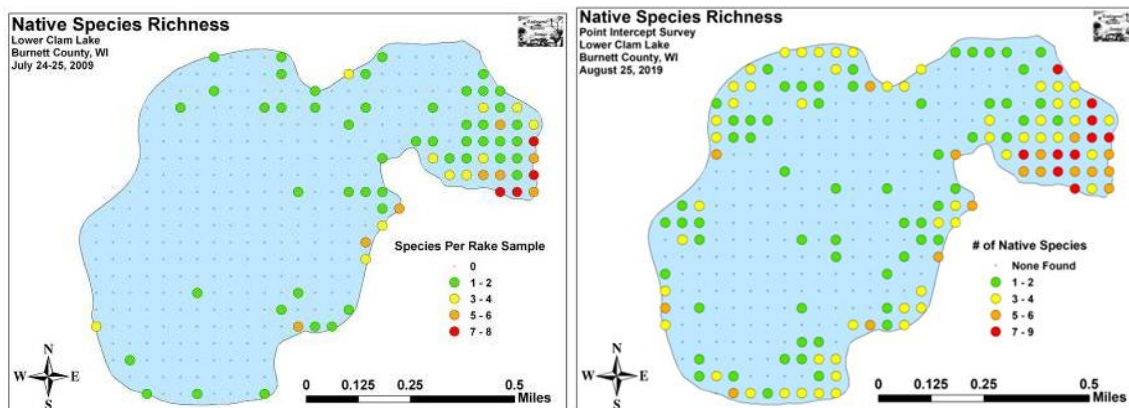 Native Species Richness
Lower Clam Lake
Burnett County, WI
July 24-25, 2009
Species Per Rake Sample
0
1 - 2
3 - 4
5 - 6
7 - 8
N
W E
S
0 0.125 0.25 0.5
Miles
Native Species Richness
Point Intercept Survey
Lower Clam Lake
Burnett County, WI
August 25, 2019
# of Native Species
None Found
1 - 2
3 - 4
5 - 6
7 - 9
N
W E
S
0 0.125 0.25 0.5
Miles